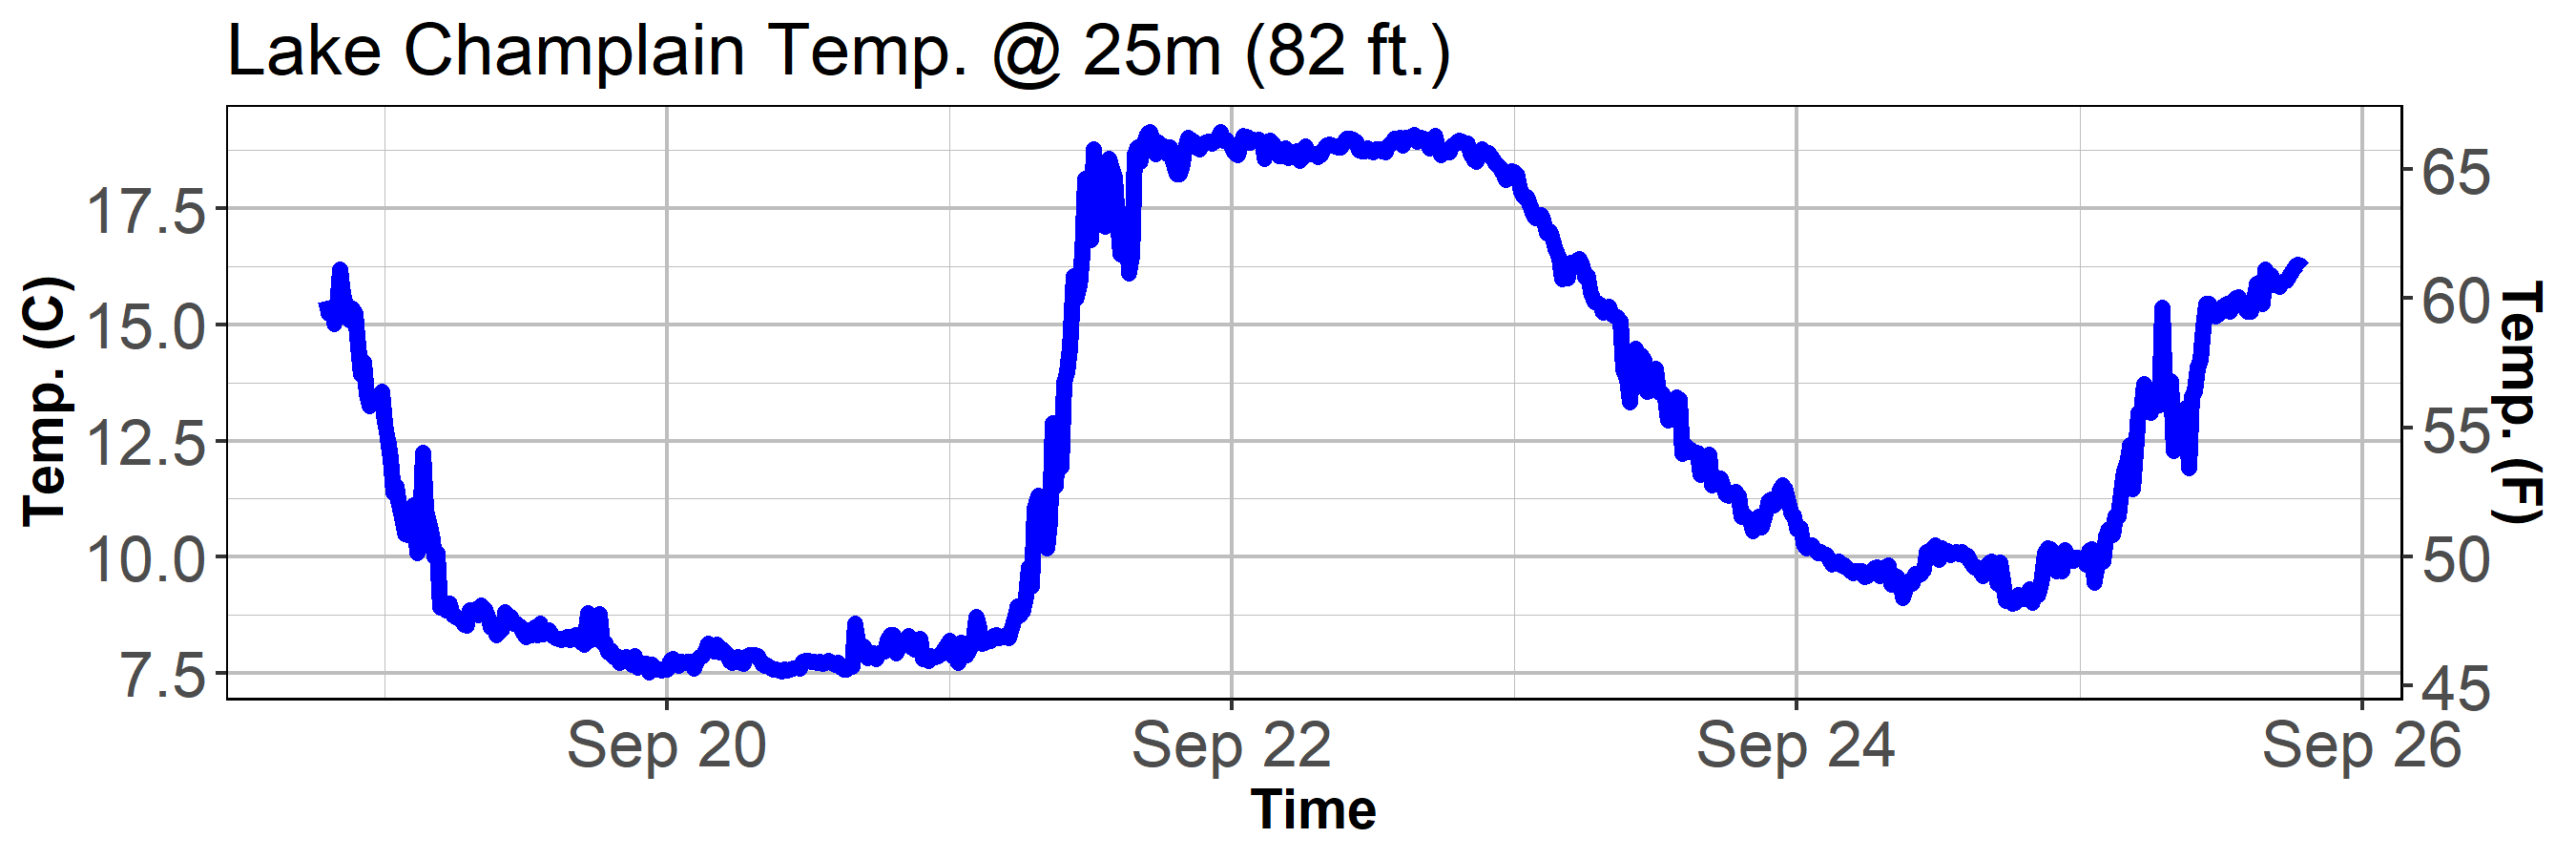 Lake Champlain Temp. @ 25m (82 ft.)
Temp. (C)
17.5
15.0
12.5
10.0
7.5
65
60
55
50
45
Temp. (F)
Sep 20 Sep 22 Sep 24 Sep 26
Time